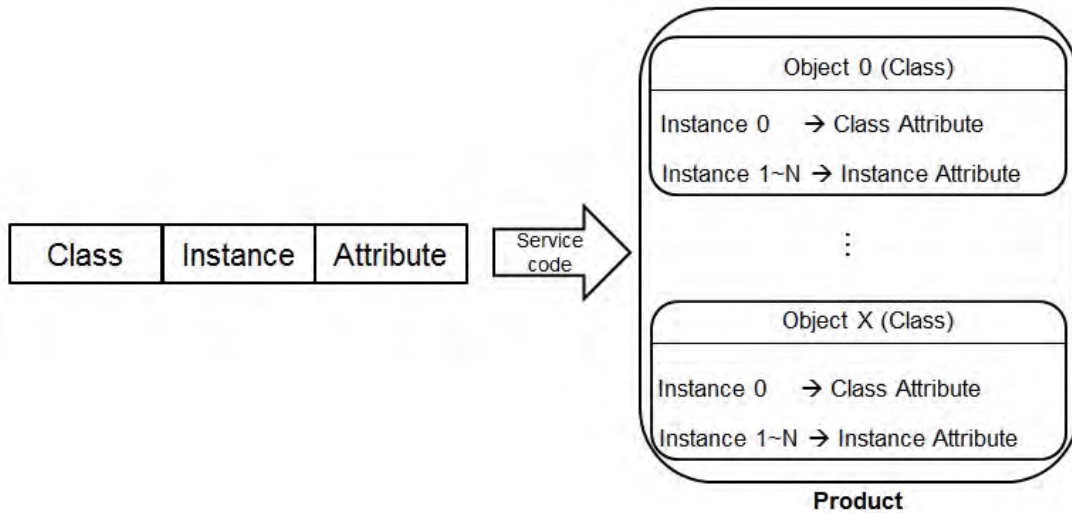 Class Instance Attribute
Service
code
Object 0 (Class)
Instance 0 → Class Attribute
Instance 1~N → Instance Attribute
⋮
Object X (Class)
Instance 0 → Class Attribute
Instance 1~N → Instance Attribute
Product